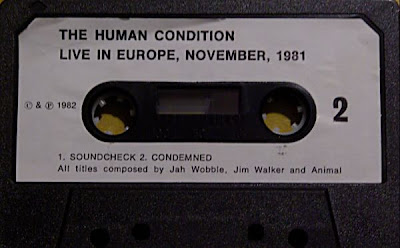 THE HUMAN CONDITION
LIVE IN EUROPE, NOVEMBER, 1981
© & ℗ 1982
2
1. SOUNDCHECK 2. CONDEMNED
All titles composed by Jah Wobble, Jim Walker and Animal